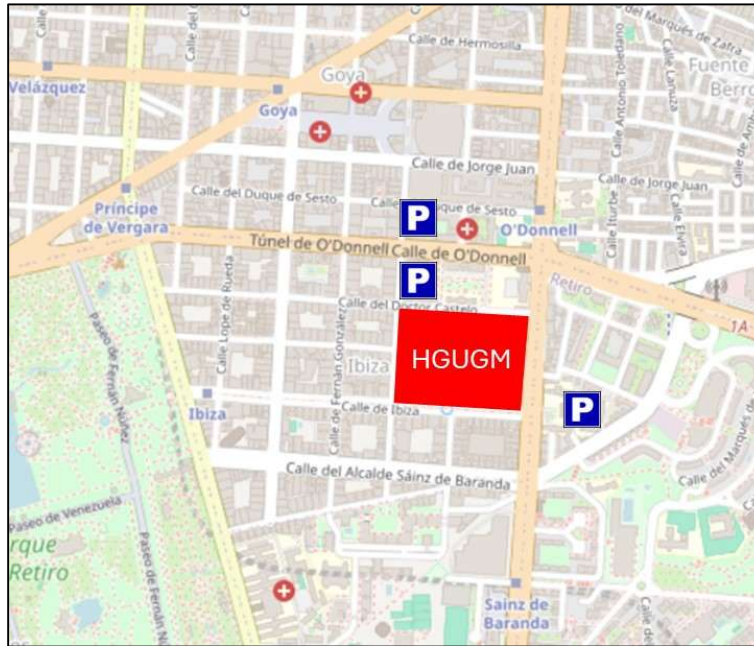 Calle de Hermosilla
Calle Antonio Toledano
Calle Lanuza
Fuente
Berro
Goya
Velázquez
Goya
Calle de Jorge Juan
Calle de Jorge Juan
Calle del Duque de Sesto
Duque de Sesto
Calle Iturbe
Calle Elvira
Príncipe
de Vergara
P
O'Donnell
Túnel de O'Donnell
Calle de O'Donnell
Calle Lope de Rueda
P
Retiro
1A
Calle del Doctor Castelo
Paseo de Fernán Núñez
Calle de Fernán González
Ibiza
HGUGM
Ibiza
Calle de Ibiza
P
Calle del Alcalde Sáinz de Baranda
Calle del Marqués de
Paseo de Venezuela
Paseo de Fernán Núñez
rque
Retiro
Sainz de
Baranda
Calle del